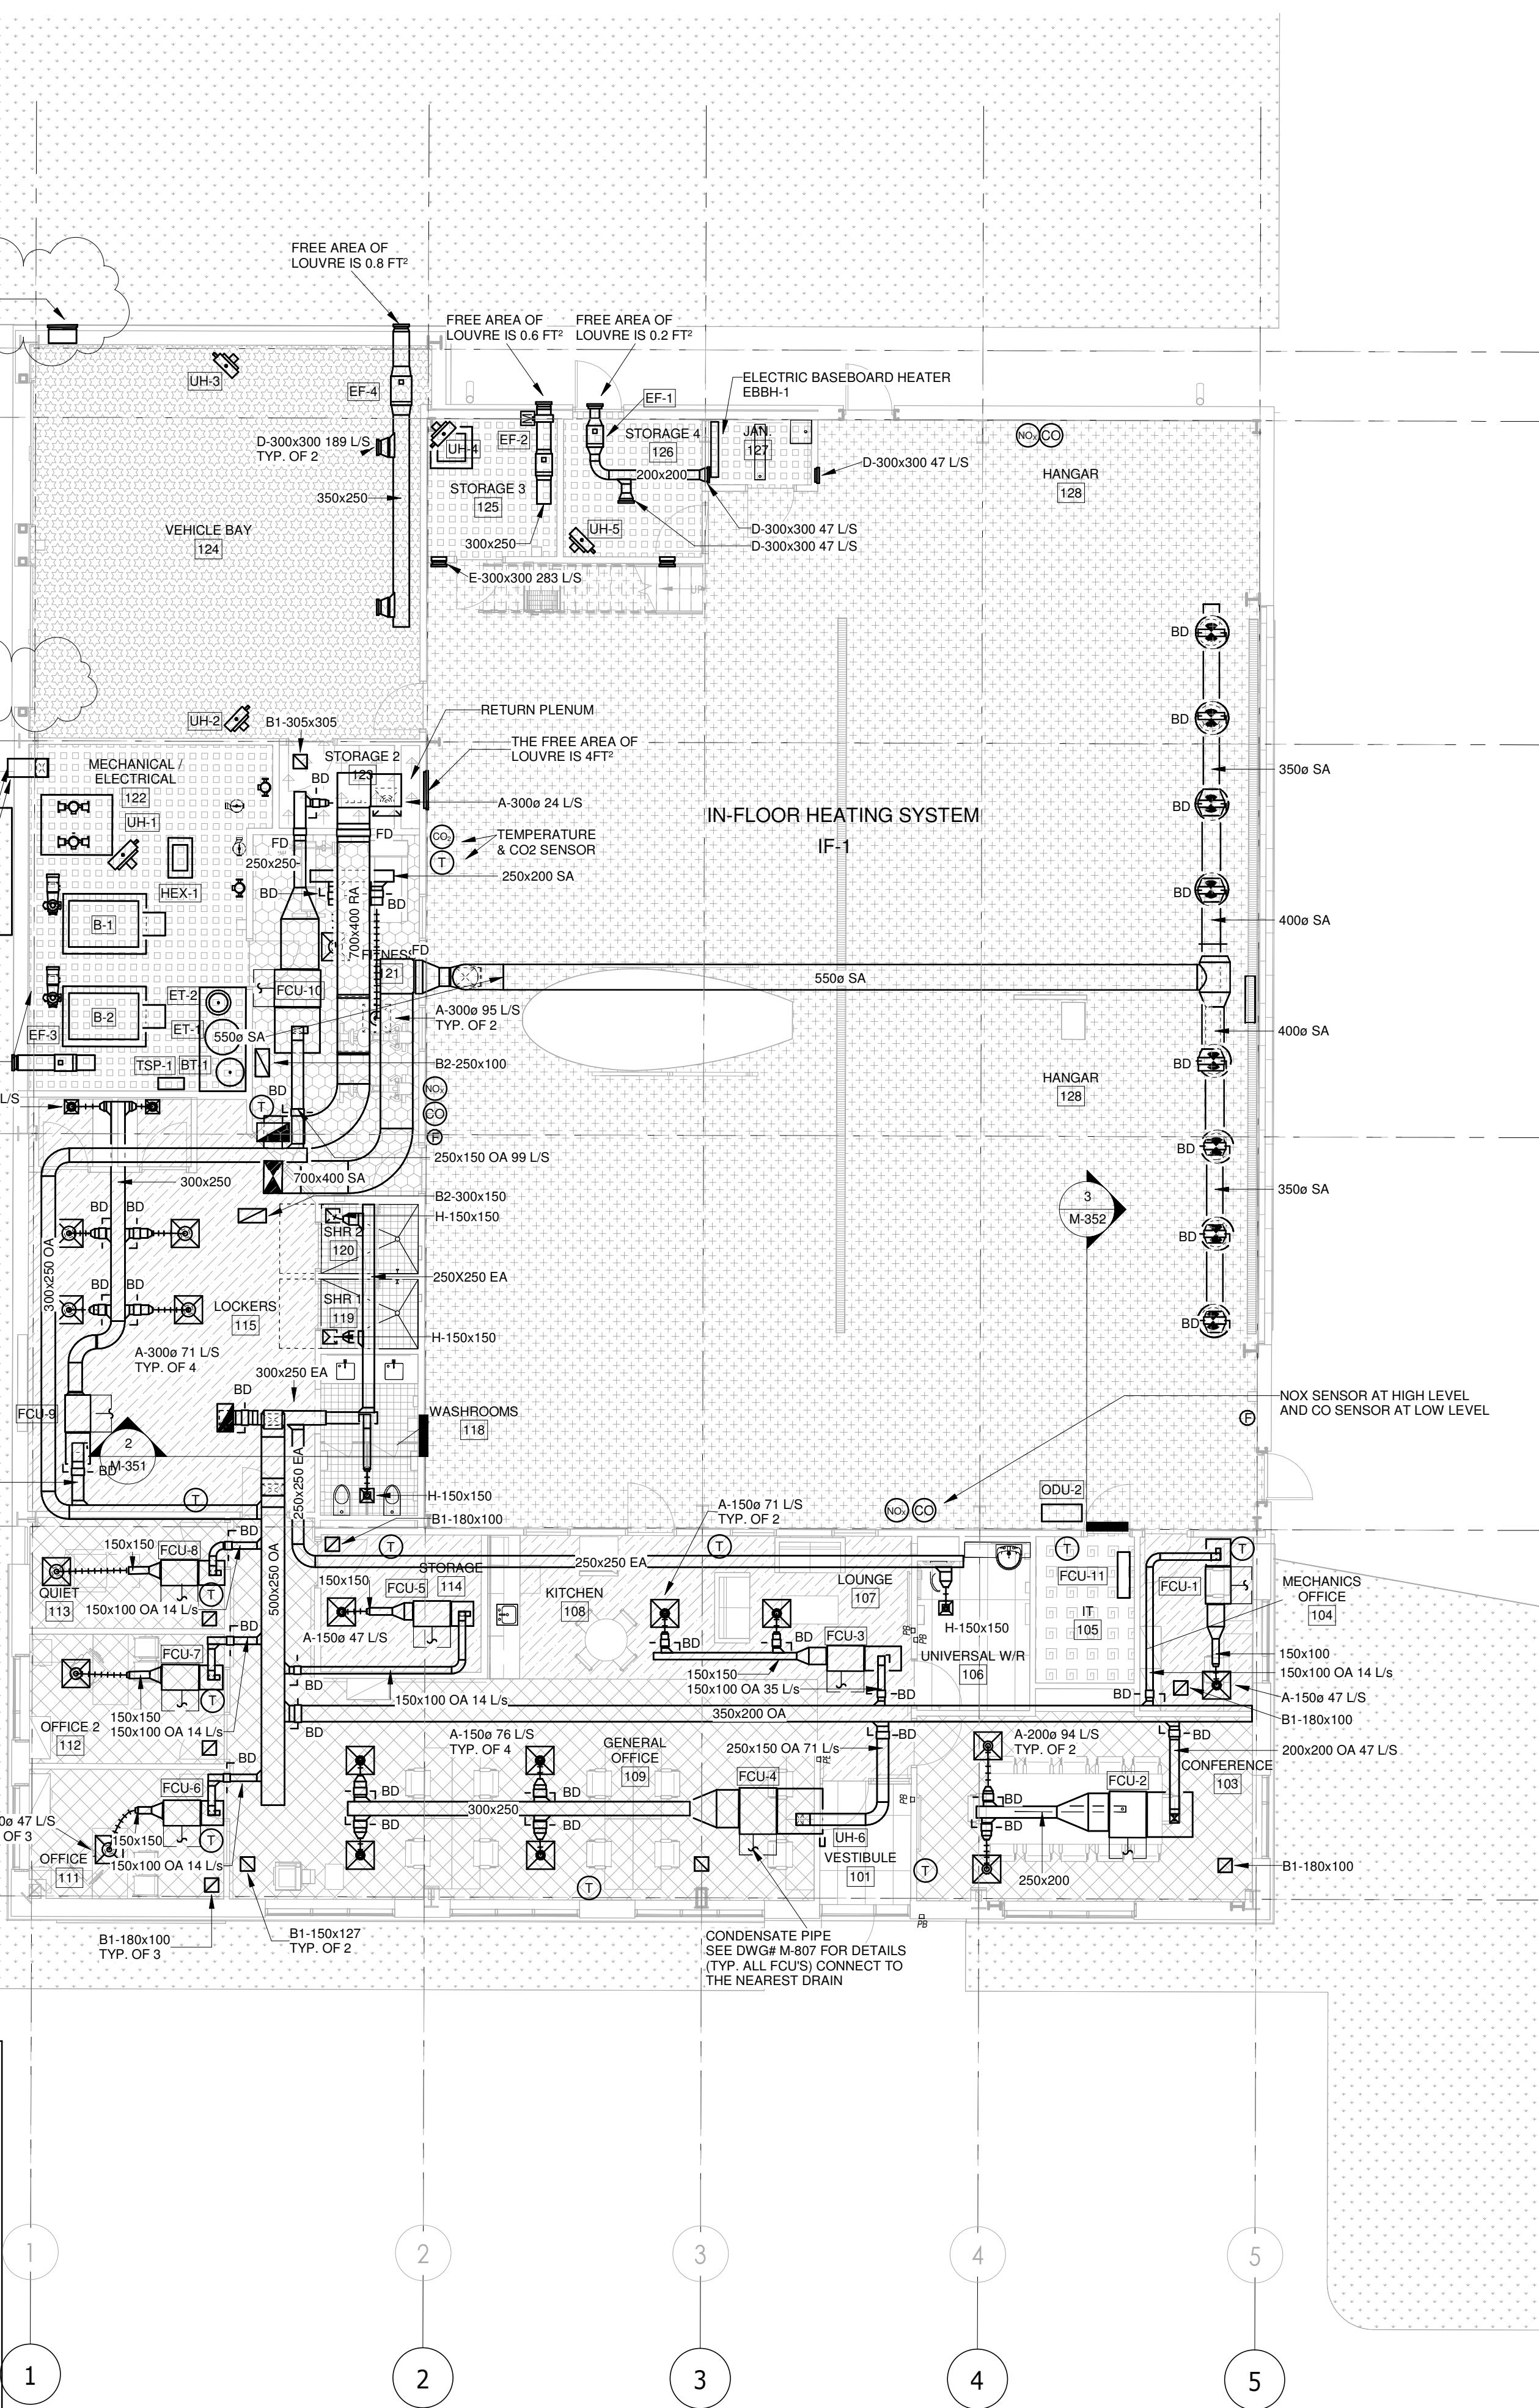 FREE AREA OF
LOUVRE IS 0.8 FT²
FREE AREA OF
LOUVRE IS 0.6 FT²
FREE AREA OF
LOUVRE IS 0.2 FT²
UH-3
EF-4
D-300x300 189 L/S
TYP. OF 2
350x250
VEHICLE BAY
124
UH-4
EF-2
STORAGE 3
125
300x250
E-300x300 283 L/S
EF-1
STORAGE 4
126
200x200
UH-5
ELECTRIC BASEBOARD HEATER
EBBH-1
JAN
127
D-300x300 47 L/S
D-300x300 47 L/S
D-300x300 47 L/S
UP
NOx
CO
HANGAR
128
BD
BD
350ø SA
BD
BD
400ø SA
400ø SA
BD
BD
350ø SA
BD
BD
UH-2
B1-305x305
RETURN PLENUM
STORAGE 2
123
THE FREE AREA OF
LOUVRE IS 4FT²
BD
A-300ø 24 L/S
MECHANICAL /
ELECTRICAL
122
UH-1
HEX-1
B-1
B-2
EF-3
ET-2
ET-1
TSP-1
BT-1
FD
FD
250x250
CO2
T
TEMPERATURE
& CO2 SENSOR
250x200 SA
BD
BD
700x400 RA
FITNESS
121
FD
FCU-10
550ø SA
550ø SA
A-300ø 95 L/S
TYP. OF 2
B2-250x100
IN-FLOOR HEATING SYSTEM
IF-1
HANGAR
128
BD
T
NOx
CO
F
L/S
250x150 OA 99 L/S
300x250
700x400 SA
B2-300x150
H-150x150
SHR 2
120
250X250 EA
SHR 1
119
H-150x150
BD
BD
BD
BD
300x250 OA
LOCKERS
115
A-300ø 71 L/S
TYP. OF 4
300x250 EA
BD
FCU-9
2
M-351
BD
WASHROOMS
118
250x250 EA
H-150x150
B1-180x100
T
3
M-352
NOX SENSOR AT HIGH LEVEL
AND CO SENSOR AT LOW LEVEL
F
ODU-2
NOx
CO
A-150ø 71 L/S
TYP. OF 2
BD
150x150
FCU-8
QUIET
113
T
150x100 OA 14 L/s
500x250 OA
T
STORAGE
114
150x150
FCU-5
A-150ø 47 L/S
250x250 EA
KITCHEN
108
T
LOUNGE
107
BD
BD
FCU-3
150x150
150x100 OA 35 L/s
BD
PB
PB
H-150x150
UNIVERSAL W/R
106
T
FCU-11
IT
105
FCU-1
T
MECHANICS
OFFICE
104
150x100
150x100 OA 14 L/s
A-150ø 47 L/S
B1-180x100
BD
BD
FCU-7
150x150
T
150x100 OA 14 L/s
OFFICE 2
112
BD
150x100 OA 14 L/s
BD
350x200 OA
A-150ø 76 L/S
TYP. OF 4
GENERAL
OFFICE
109
250x150 OA 71 L/s
BD
PB
A-200ø 94 L/S
TYP. OF 2
BD
200x200 OA 47 L/S
CONFERENCE
103
BD
FCU-6
0ø 47 L/S
OF 3
150x150
T
OFFICE
111
150x100 OA 14 L/s
BD
BD
300x250
BD
BD
FCU-4
UH-6
VESTIBULE
101
PB
T
FCU-2
BD
BD
250x200
B1-180x100
T
PB
B1-180x100
TYP. OF 3
B1-150x127
TYP. OF 2
CONDENSATE PIPE
SEE DWG# M-807 FOR DETAILS
(TYP. ALL FCU'S) CONNECT TO
THE NEAREST DRAIN
1
2
3
4
5
1
2
3
4
5